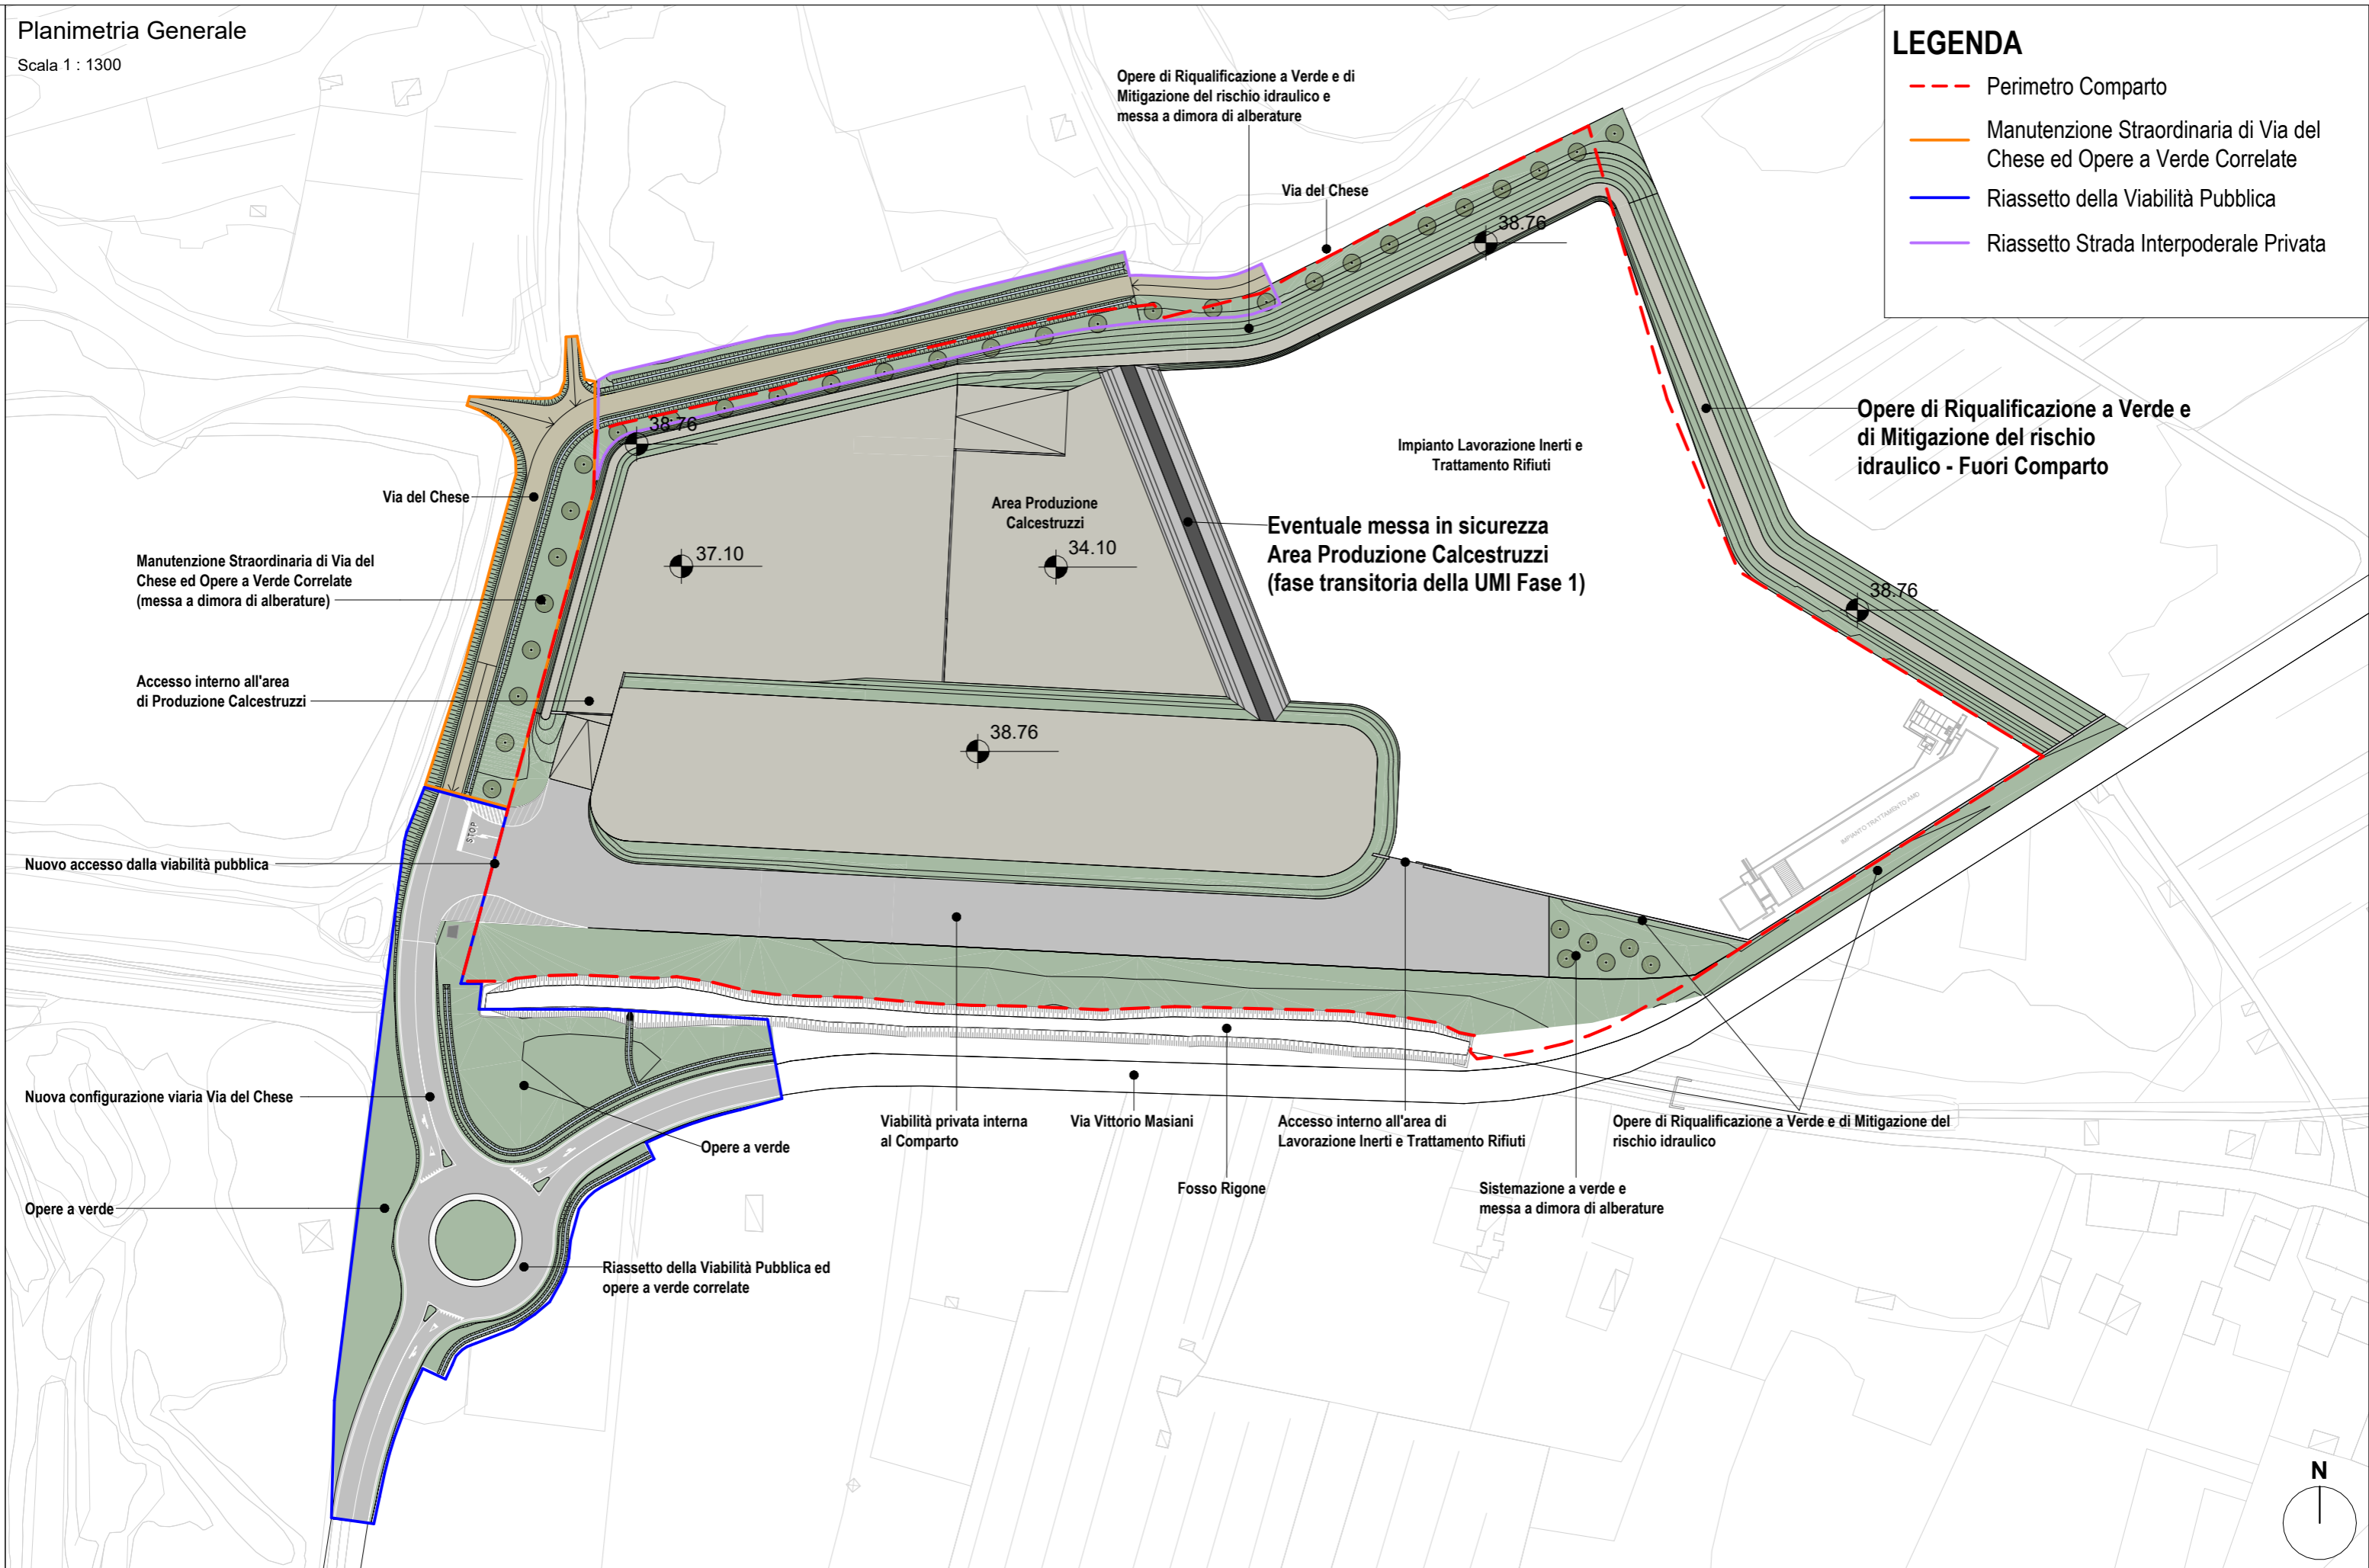 Planimetria Generale
Scala 1 : 1300
LEGENDA
Perimetro Comparto
Manutenzione Straordinaria di Via del
Chese ed Opere a Verde Correlate
Riassetto della Viabilità Pubblica
Riassetto Strada Interpoderale Privata
Opere di Riqualificazione a Verde e di
Mitigazione del rischio idraulico e
messa a dimora di alberature
Via del Chese
38.76
Opere di Riqualificazione a Verde e
di Mitigazione del rischio
idraulico - Fuori Comparto
38.76
Impianto Lavorazione Inerti e
Trattamento Rifiuti
Via del Chese
Area Produzione
Calcestruzzi
Eventuale messa in sicurezza
Area Produzione Calcestruzzi
(fase transitoria della UMI Fase 1)
37.10
34.10
Manutenzione Straordinaria di Via del
Chese ed Opere a Verde Correlate
(messa a dimora di alberature)
38.76
Accesso interno all'area
di Produzione Calcestruzzi
38.76
IMPIANTO TRATTAMENTO AMD
STOP
Nuovo accesso dalla viabilità pubblica
Nuova configurazione viaria Via del Chese
Viabilità privata interna
al Comparto
Via Vittorio Masiani
Accesso interno all'area di
Lavorazione Inerti e Trattamento Rifiuti
Opere di Riqualificazione a Verde e di Mitigazione del
rischio idraulico
Opere a verde
Fosso Rigone
Sistemazione a verde e
messa a dimora di alberature
Opere a verde
Riassetto della Viabilità Pubblica ed
opere a verde correlate
N